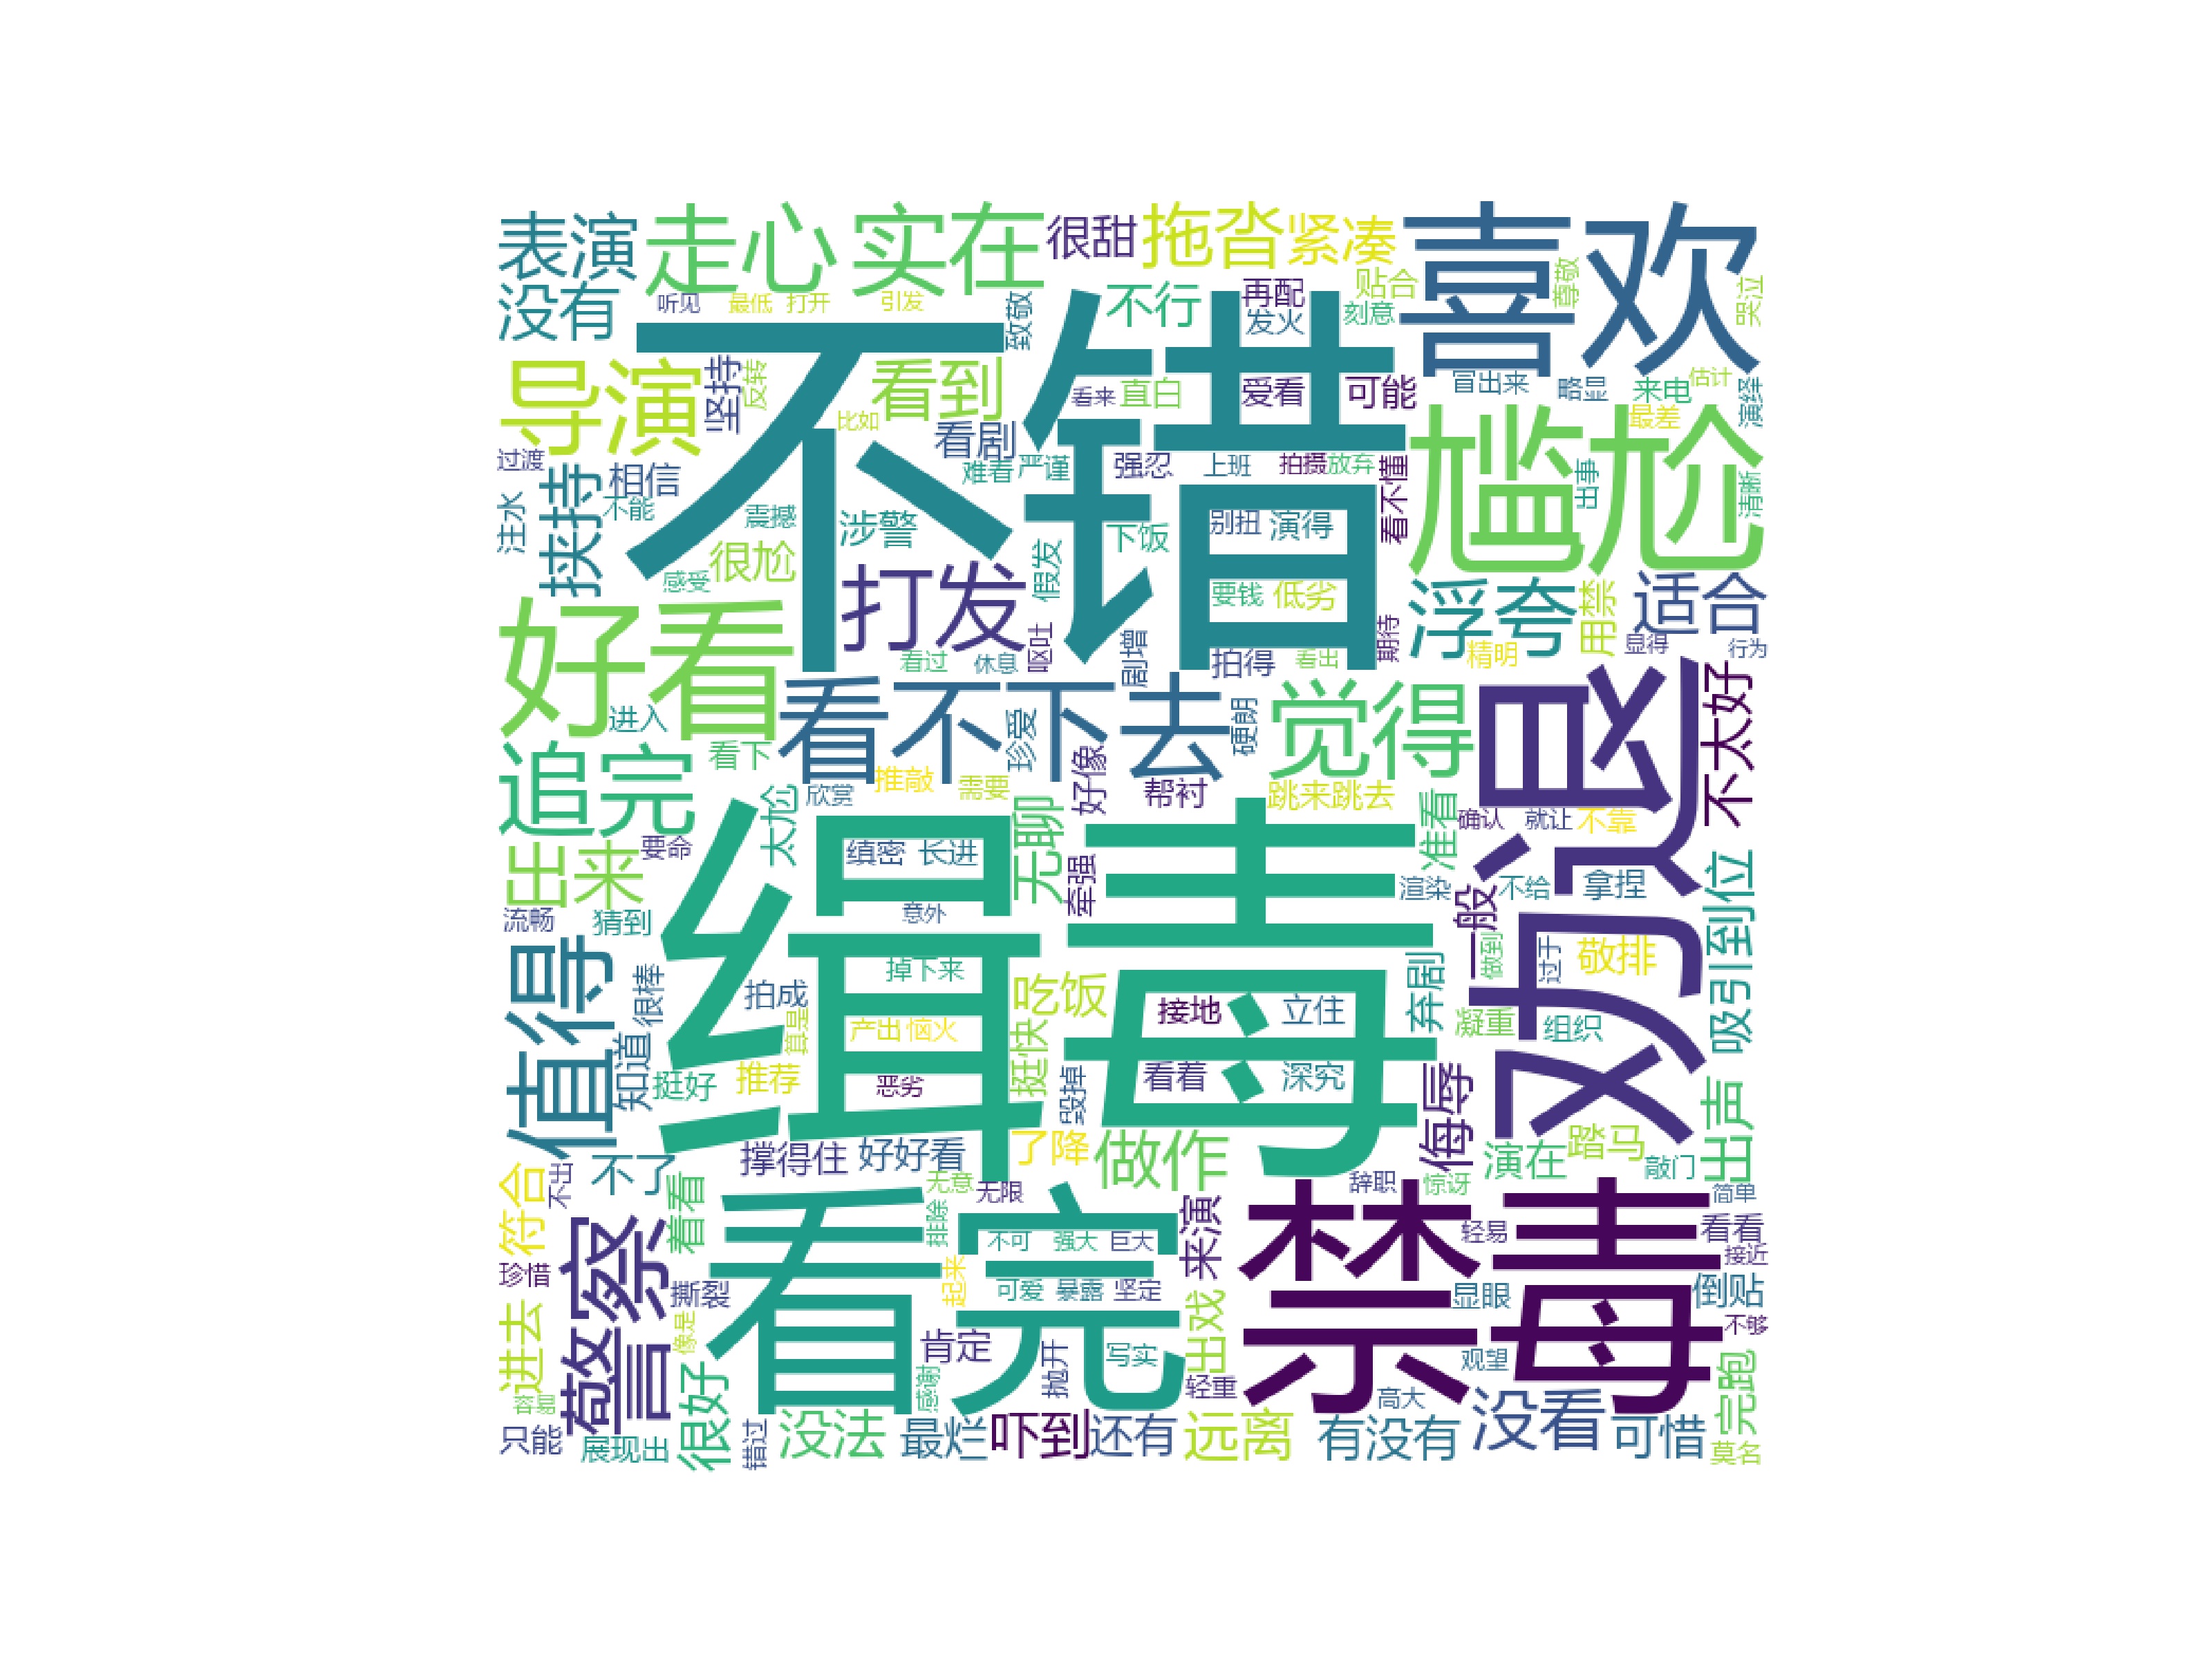 表演
走心
实在
很甜
拖沓
紧凑
喜欢
没有
听见
最低
打开
引发
致敬
不行
再配
发火
贴合
刻意
尊敬
哭泣
不错
导演
坚持
反转
看到
比如
看剧
看来
直白
爱看
可能
冒出来
略显
来电
估计
最差
演绎
尴尬
过渡
挟持
相信
不能
注水
震撼
涉警
难看
严谨
强忍
上班
拍摄
放弃
看不懂
出事
清晰
很尬
感受
打发
假发
下饭
别扭
演得
要钱
低劣
浮夸
用禁
适合
好看
看过
休息
呕吐
剧增
拍得
看出
期待
精明
显得
行为
进入
看不下去
珍爱
硬朗
觉得
劝退
不太好
追完
看下
推敲
需要
欣赏
好像
帮衬
跳来跳去
太尬
要命
出来
缉毒
缜密
长进
无聊
牵强
准看
确认
就让
不靠
流畅
猜到
意外
渲染
一般
不给
拿捏
到位
值得
很棒
拍成
掉下来
吃饭
接地
立住
弃剧
做到
过于
敬排
吸引
知道
算是
产出
恼火
挺快
凝重
组织
挺好
推荐
恶劣
毁掉
看着
深究
侮辱
出声
不了
撑得住
好好看
了降
做作
演在
踏马
敲门
符合
不出
着看
无意
无限
辞职
惊讶
简单
警察
看完
排除
不可
强大
巨大
来演
禁毒
轻易
看看
接近
珍惜
撕裂
起来
可爱
暴露
坚定
显眼
倒贴
进去
像是
肯定
抛开
写实
出戏
观望
不够
容易
很好
感谢
轻重
高大
完跑
只能
展现出
错过
没法
最烂
吓到
还有
远离
有没有
没看
可惜
莫名